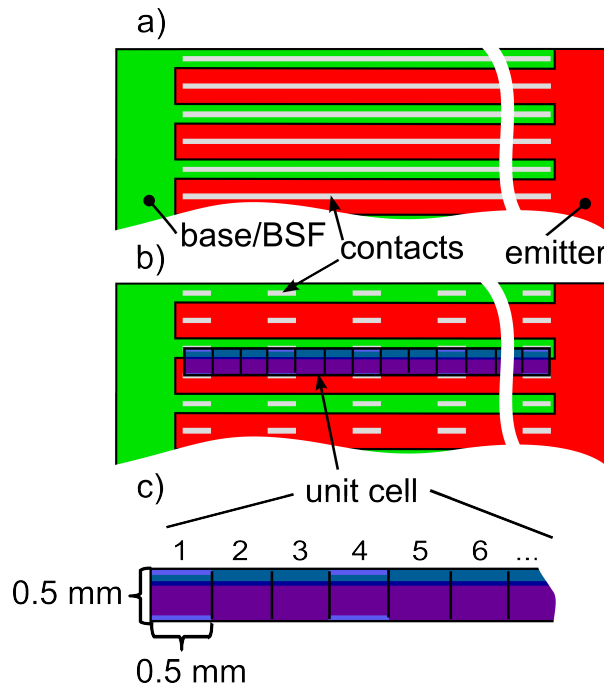 a)
base/BSF
contacts
emitter
b)
c)
unit cell
1 2 3 4 5 6 ...
0.5 mm
0.5 mm